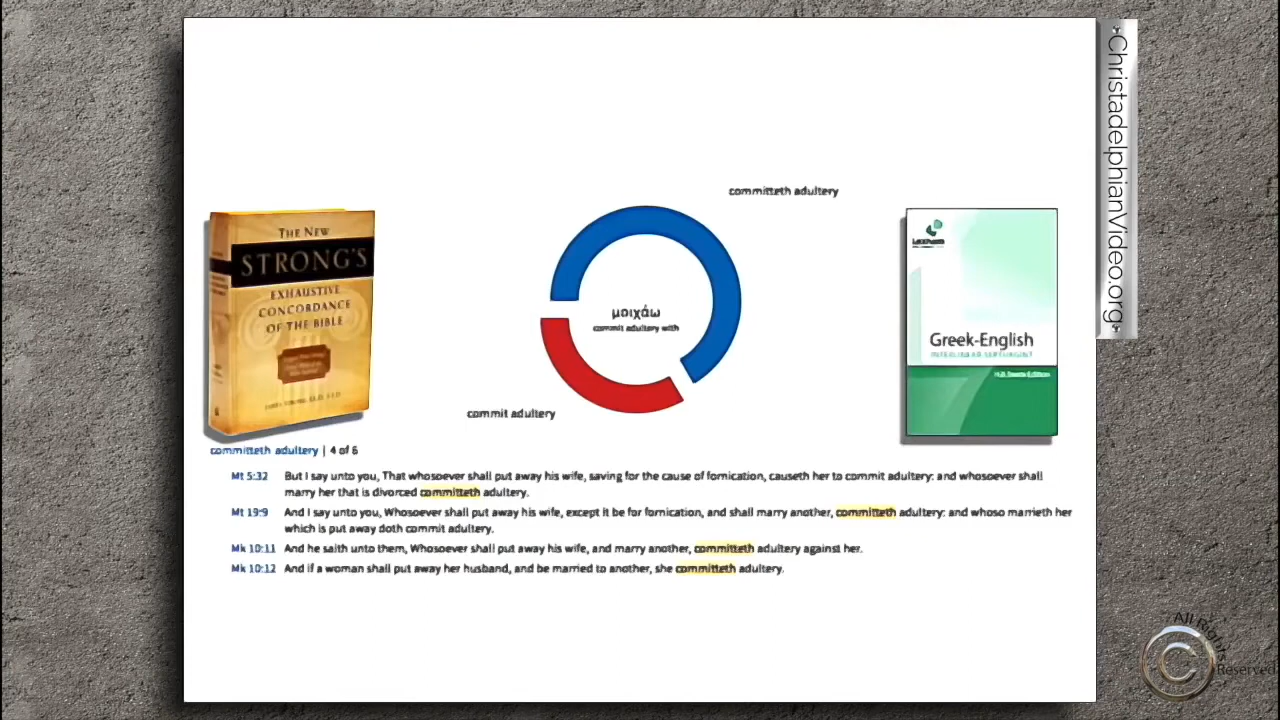 ChristadelphianVideo.org
committeth adultery
THE NEW
STRONG'S
EXHAUSTIVE
CONCORDANCE
OF THE BIBLE
μοιχάω
commit adultery with
Greek-English
INTERLINEAR SEPTUAGINT
commit adultery
committeth adultery | 4 of 6
Mt 5:32 But I say unto you, That whosoever shall put away his wife, saving for the cause of fornication, causeth her to commit adultery: and whosoever shall
marry her that is divorced committeth adultery.
Mt 19:9 And I say unto you, Whosoever shall put away his wife, except it be for fornication, and shall marry another, committeth adultery: and whoso marrieth her
which is put away doth commit adultery.
Mk 10:11 And he saith unto them, Whosoever shall put away his wife, and marry another, committeth adultery against her.
Mk 10:12 And if a woman shall put away her husband, and be married to another, she committeth adultery.
All Rights
C
Reserved